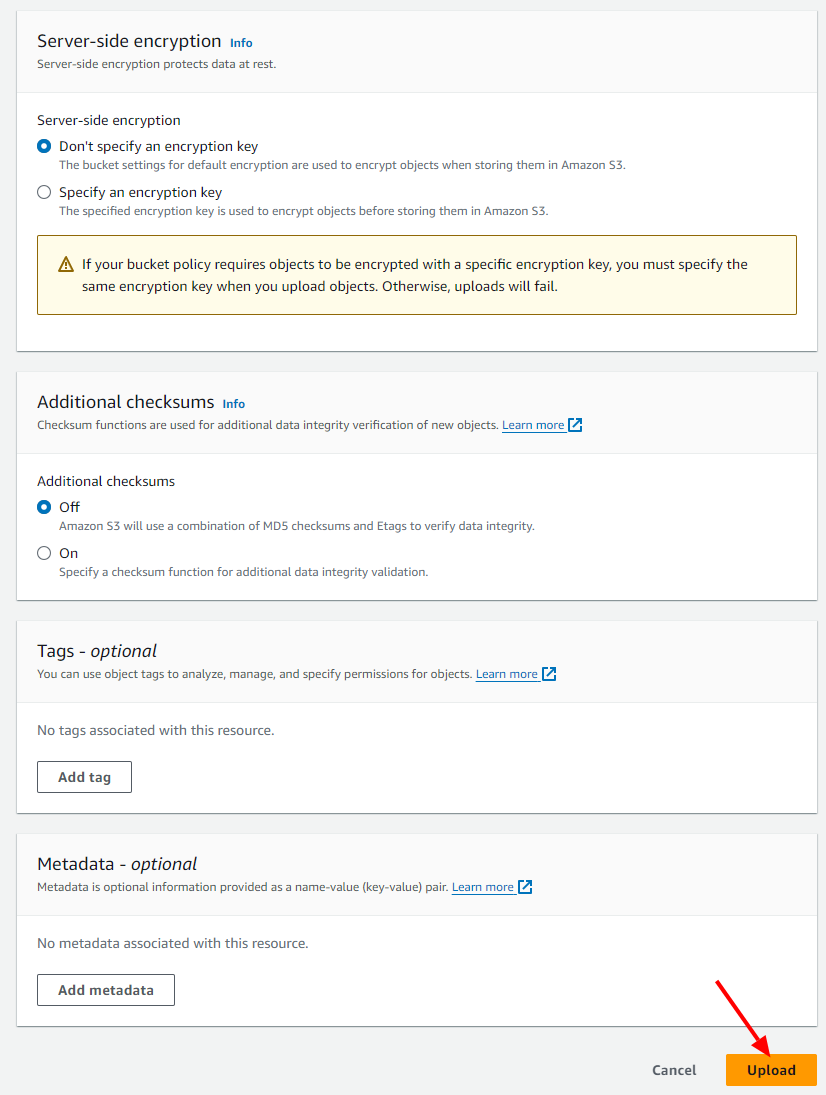 Server-side encryption Info
Server-side encryption protects data at rest.
Server-side encryption
Don't specify an encryption key
The bucket settings for default encryption are used to encrypt objects when storing them in Amazon S3.
Specify an encryption key
The specified encryption key is used to encrypt objects before storing them in Amazon S3.
If your bucket policy requires objects to be encrypted with a specific encryption key, you must specify the
same encryption key when you upload objects. Otherwise, uploads will fail.
Additional checksums Info
Checksum functions are used for additional data integrity verification of new objects. Learn more
Additional checksums
Off
Amazon S3 will use a combination of MD5 checksums and Etags to verify data integrity.
On
Specify a checksum function for additional data integrity validation.
Tags - optional
You can use object tags to analyze, manage, and specify permissions for objects. Learn more
No tags associated with this resource.
Add tag
Metadata - optional
Metadata is optional information provided as a name-value (key-value) pair. Learn more
No metadata associated with this resource.
Add metadata
Cancel Upload